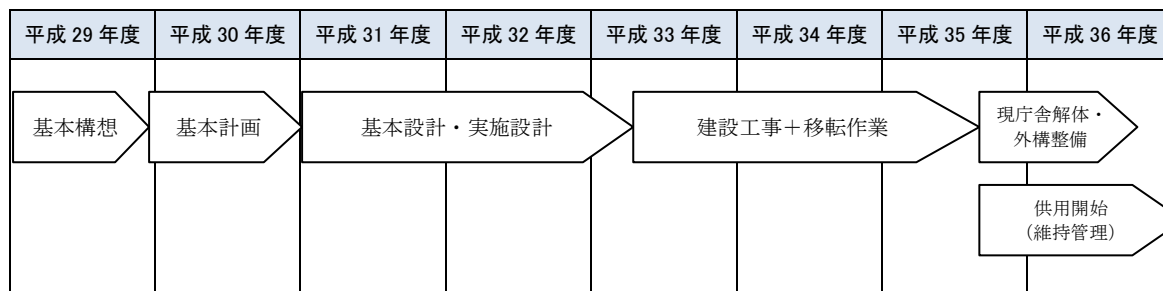 平成 29 年度 平成 30 年度 平成 31 年度 平成 32 年度 平成 33 年度 平成 34 年度 平成 35 年度 平成 36 年度
基本構想
基本計画
基本設計・実施設計
建設工事＋移転作業
現庁舎解体・
外構整備
供用開始
(維持管理)